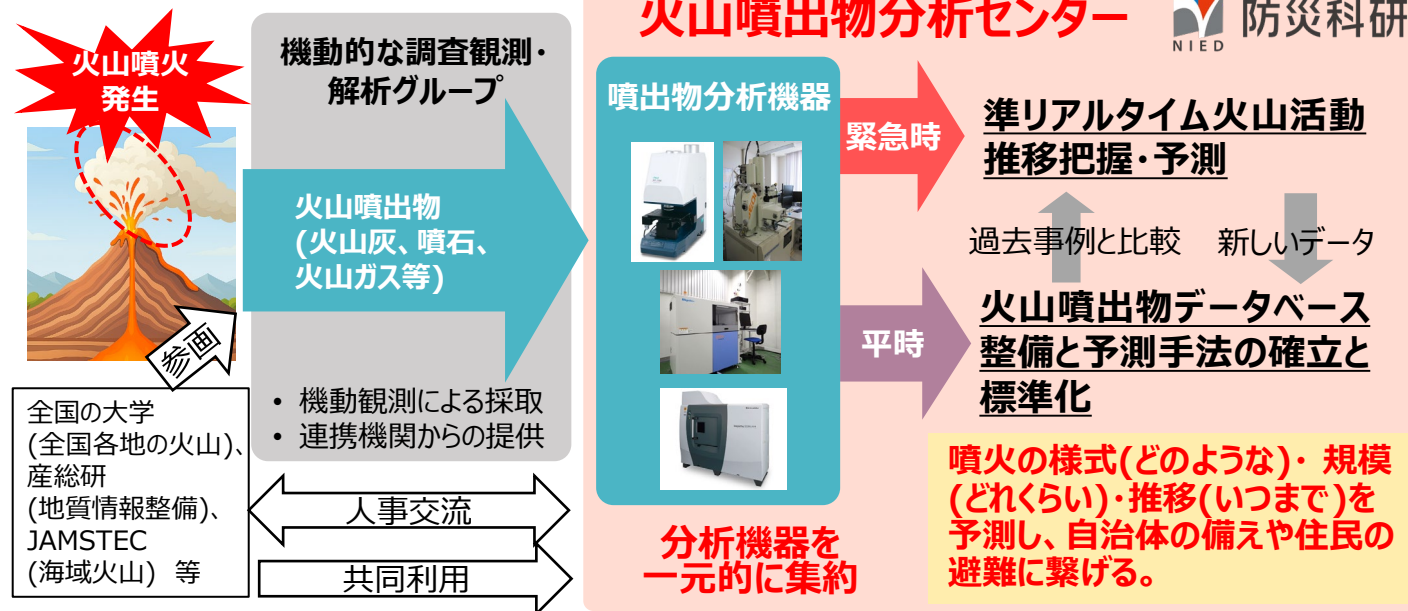 火山噴火
発生
機動的な調査観測・
解析グループ
火山噴出物
(火山灰、噴石、
火山ガス等)
• 機動観測による採取
• 連携機関からの提供
参画
全国の大学
(全国各地の火山)、
産総研
(地質情報整備)、
JAMSTEC
(海域火山) 等
人事交流
共同利用
火山噴出物分析センター
NIED
防災科研
噴出物分析機器
分析機器を
一元的に集約
緊急時
平時
準リアルタイム火山活動
推移把握・予測
過去事例と比較
新しいデータ
火山噴出物データベース
整備と予測手法の確立と
標準化
噴火の様式(どのような)・ 規模
(どれくらい)・推移(いつまで)を
予測し、自治体の備えや住民の
避難に繋げる。